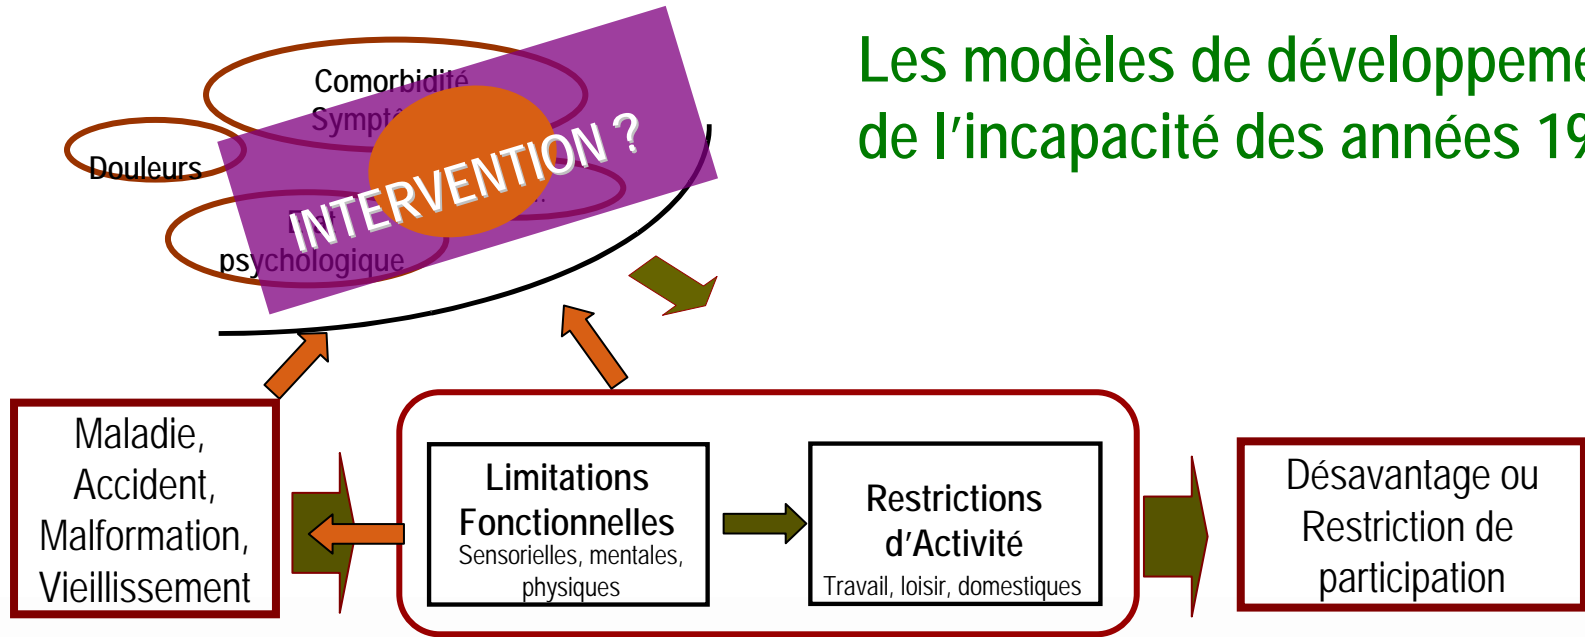 Les modèles de développeme
de l'incapacité des années 19
Comorbidité
Sympt
Douleurs
INTERVENTION ?
psychologique
Maladie,
Accident,
Malformation,
Vieillissement
Limitations
Fonctionnelles
Sensorielles, mentales,
physiques
Restrictions
d'Activité
Travail, loisir, domestiques
Désavantage ou
Restriction de
participation